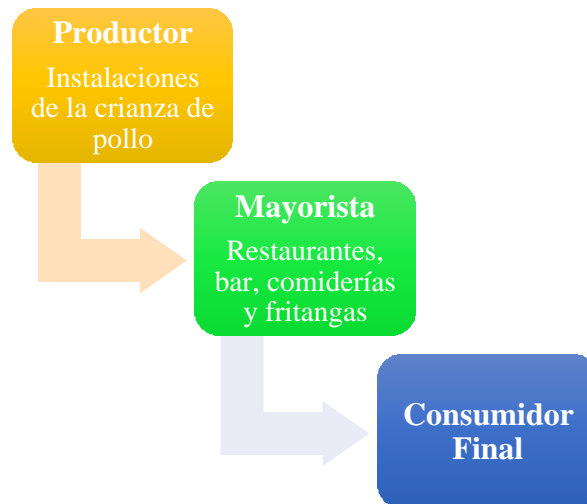 Productor
Instalaciones
de la crianza de
pollo
Mayorista
Restaurantes,
bar, comiderías
y fritangas
Consumidor
Final